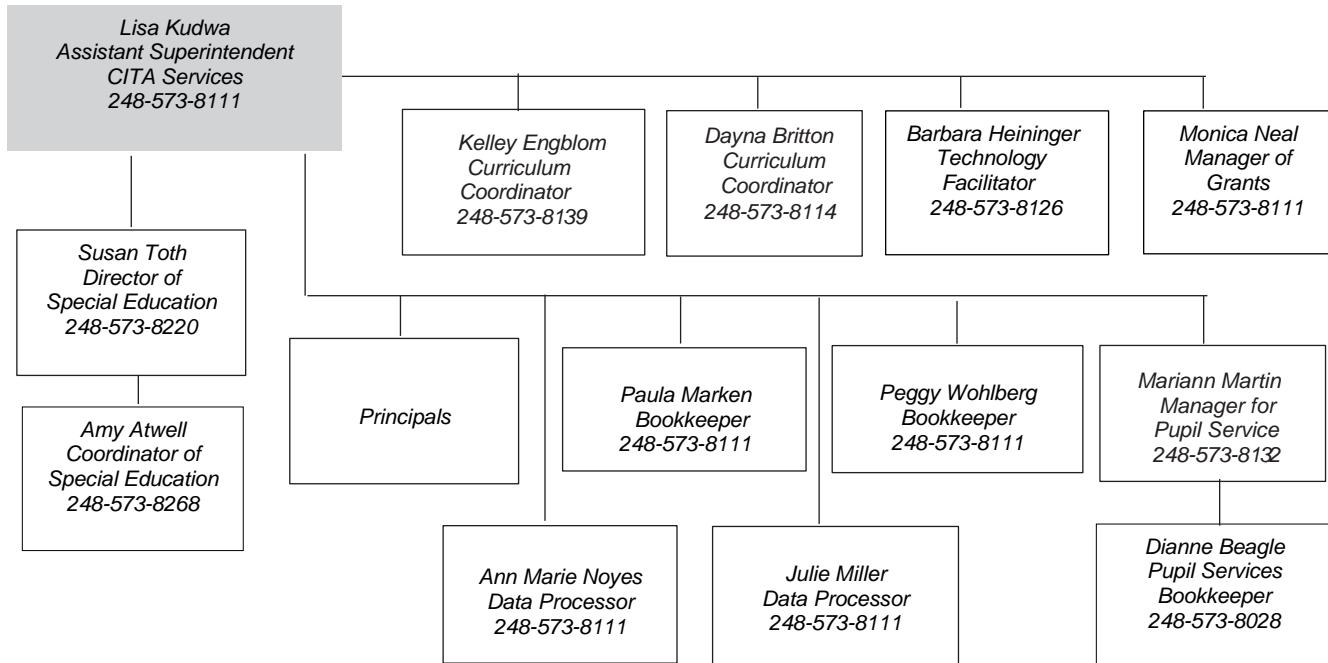 Lisa Kudwa
Assistant Superintendent
CITA Services
248-573-8111
Kelley Engblom
Curriculum
Coordinator
248-573-8139
Dayna Britton
Curriculum
Coordinator
248-573-8114
Barbara Heininger
Technology
Facilitator
248-573-8126
Monica Neal
Manager of
Grants
248-573-8111
Susan Toth
Director of
Special Education
248-573-8220
Amy Atwell
Coordinator of
Special Education
248-573-8268
Principals
Paula Marken
Bookkeeper
248-573-8111
Peggy Wohlberg
Bookkeeper
248-573-8111
Mariann Martin
Manager for
Pupil Service
248-573-8132
Ann Marie Noyes
Data Processor
248-573-8111
Julie Miller
Data Processor
248-573-8111
Dianne Beagle
Pupil Services
Bookkeeper
248-573-8028